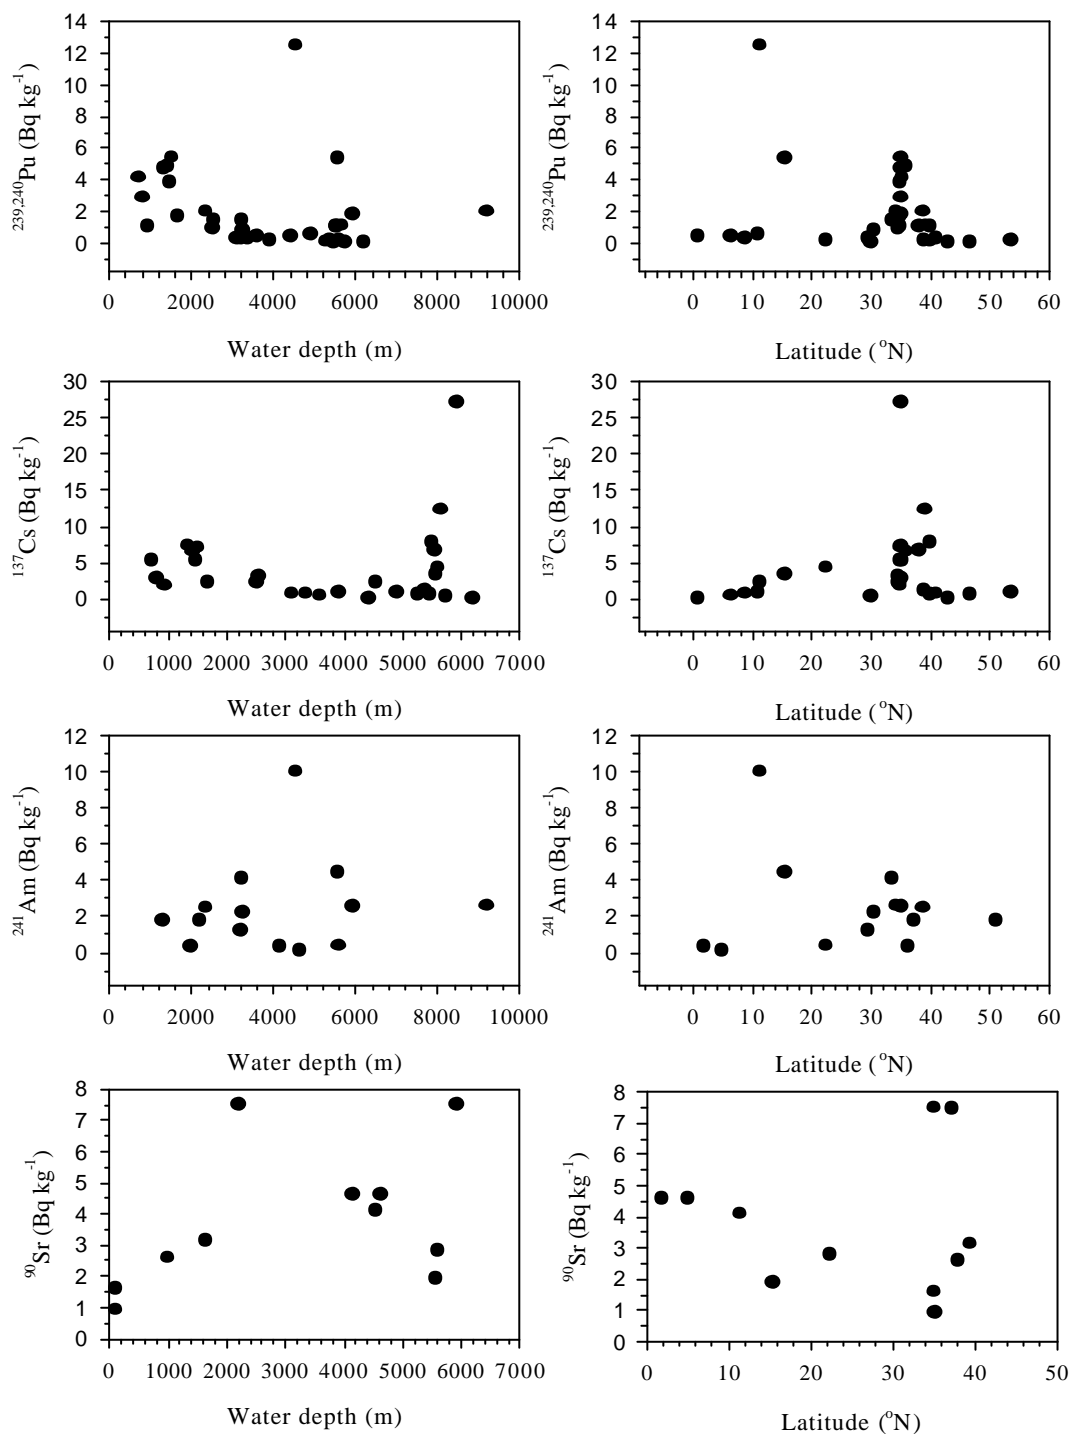 14
12
10
8
6
4
2
0
239,240Pu (Bq kg-1)
0 2000 4000 6000 8000 10000
Water depth (m)
14
12
10
8
6
4
2
0
239,240Pu (Bq kg-1)
0 10 20 30 40 50 60
Latitude (oN)
30
25
20
15
10
5
0
137Cs (Bq kg-1)
0 1000 2000 3000 4000 5000 6000 7000
Water depth (m)
30
25
20
15
10
5
0
137Cs (Bq kg-1)
0 10 20 30 40 50 60
Latitude (oN)
12
10
8
6
4
2
0
241Am (Bq kg-1)
0 2000 4000 6000 8000 10000
Water depth (m)
12
10
8
6
4
2
0
241Am (Bq kg-1)
0 10 20 30 40 50 60
Latitude (oN)
8
7
6
5
4
3
2
1
0
90Sr (Bq kg-1)
0 1000 2000 3000 4000 5000 6000 7000
Water depth (m)
8
7
6
5
4
3
2
1
0
90Sr (Bq kg-1)
0 10 20 30 40 50
Latitude (oN)